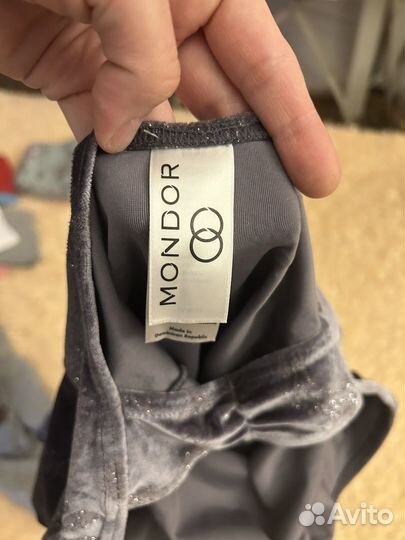 MONDOR
Made in
Dominican Republic
Avito